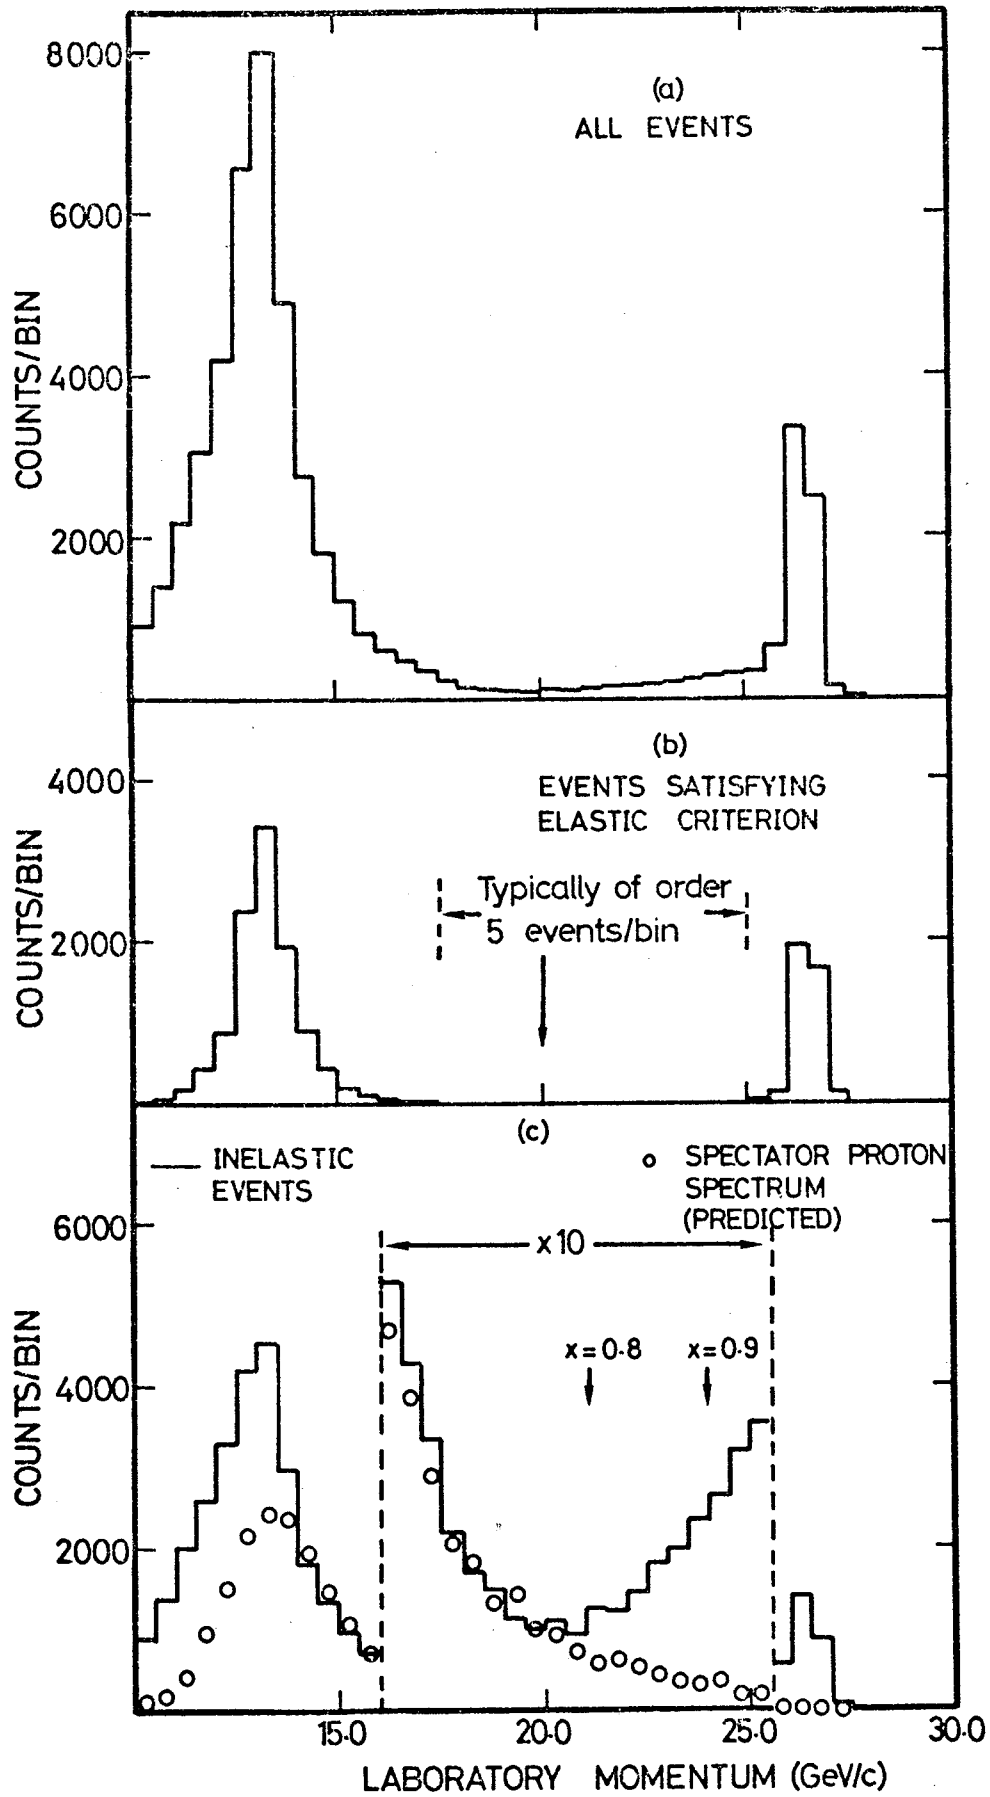 (a)
ALL EVENTS
8000
6000
4000
2000
COUNTS/BIN
(b)
EVENTS SATISFYING
ELASTIC CRITERION
Typically of order
5 events/bin
4000
2000
COUNTS/BIN
(c)
INELASTIC
EVENTS
SPECTATOR PROTON
SPECTRUM
(PREDICTED)
x10
x=0.8
x=0.9
6000
4000
2000
COUNTS/BIN
15.0
20.0
25.0
30.0
LABORATORY MOMENTUM (GeV/c)